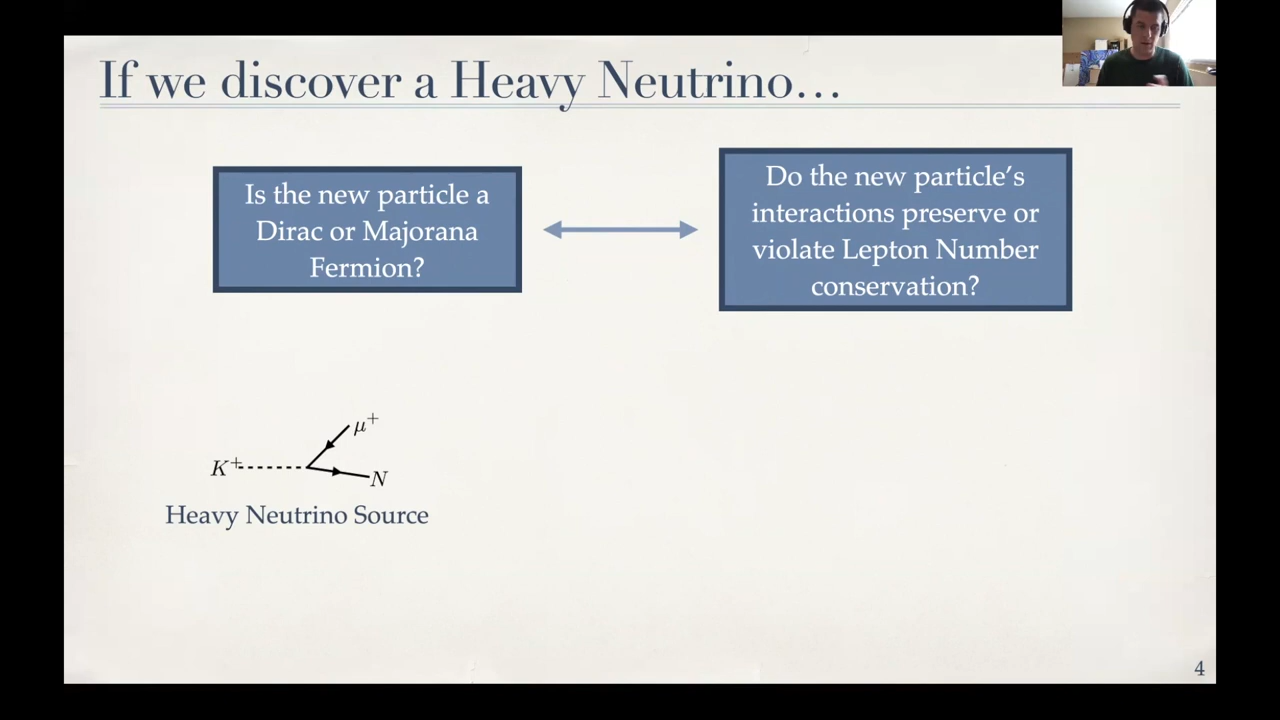 If we discover a Heavy Neutrino…
Is the new particle a
Dirac or Majorana
Fermion?
Do the new particle’s
interactions preserve or
violate Lepton Number
conservation?
μ⁺
K⁺
N
Heavy Neutrino Source
4